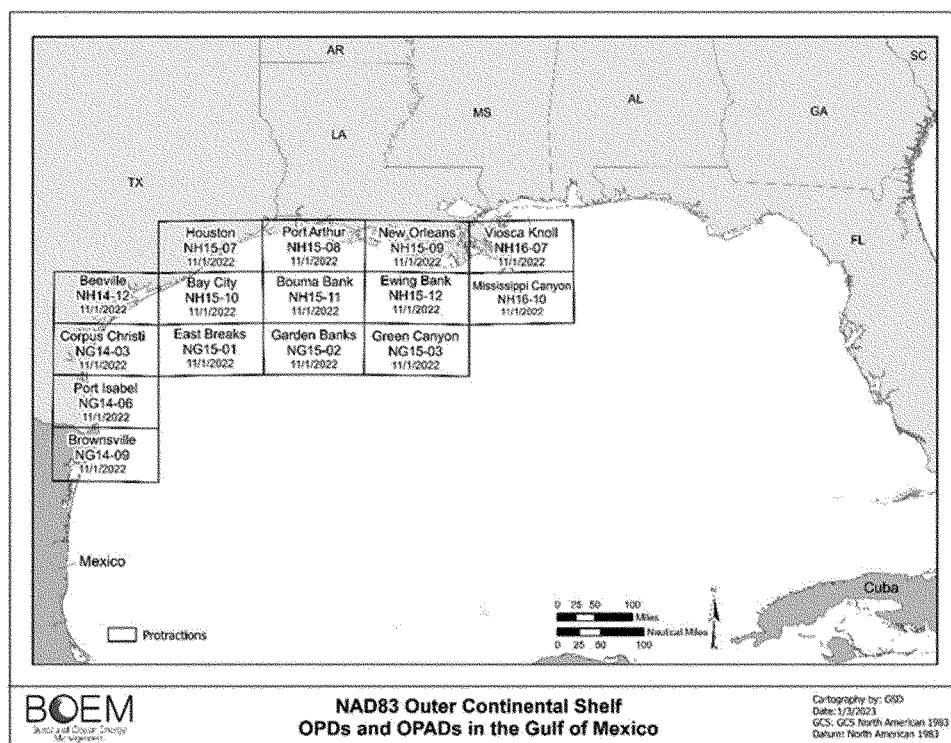 AR
SC
MS
AL
GA
LA
TX
FL
Houston
NH15-07
11/1/2022
Port Arthur
NH15-08
11/1/2022
New Orleans
NH15-09
11/1/2022
Viosca Knoll
NH16-07
11/1/2022
Beeville
NH14-12
11/1/2022
Bay City
NH15-10
11/1/2022
Bouma Bank
NH15-11
11/1/2022
Ewing Bank
NH15-12
11/1/2022
Mississippi Canyon
NH16-10
11/1/2022
Corpus Christi
NG14-03
11/1/2022
East Breaks
NG15-01
11/1/2022
Garden Banks
NG15-02
11/1/2022
Green Canyon
NG15-03
11/1/2022
Port Isabel
NG14-06
11/1/2022
Brownsville
NG14-09
11/1/2022
Mexico
Cuba
Protractions
0 25 50 100
Miles
Nautical Miles
0 25 50 100
BOEM
Bureau of Ocean Energy
Management
NAD83 Outer Continental Shelf
OPDs and OPADs in the Gulf of Mexico
Cartography by: GSD
Date: 1/3/2023
GCS: GCS North American 1983
Datum: North American 1983